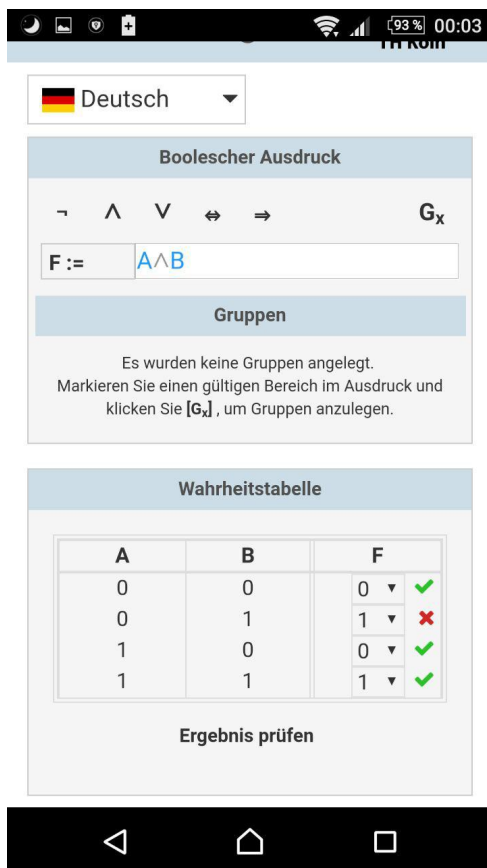 93 % 00:03
TH Köln
Deutsch
Boolescher Ausdruck
¬ ∧ ∨ ⇔ ⇒ Gx
F := A∧B
Gruppen
Es wurden keine Gruppen angelegt.
Markieren Sie einen gültigen Bereich im Ausdruck und
klicken Sie [Gx] , um Gruppen anzulegen.
Wahrheitstabelle
A B F
0 0 0
0 1 1
1 0 0
1 1 1
Ergebnis prüfen